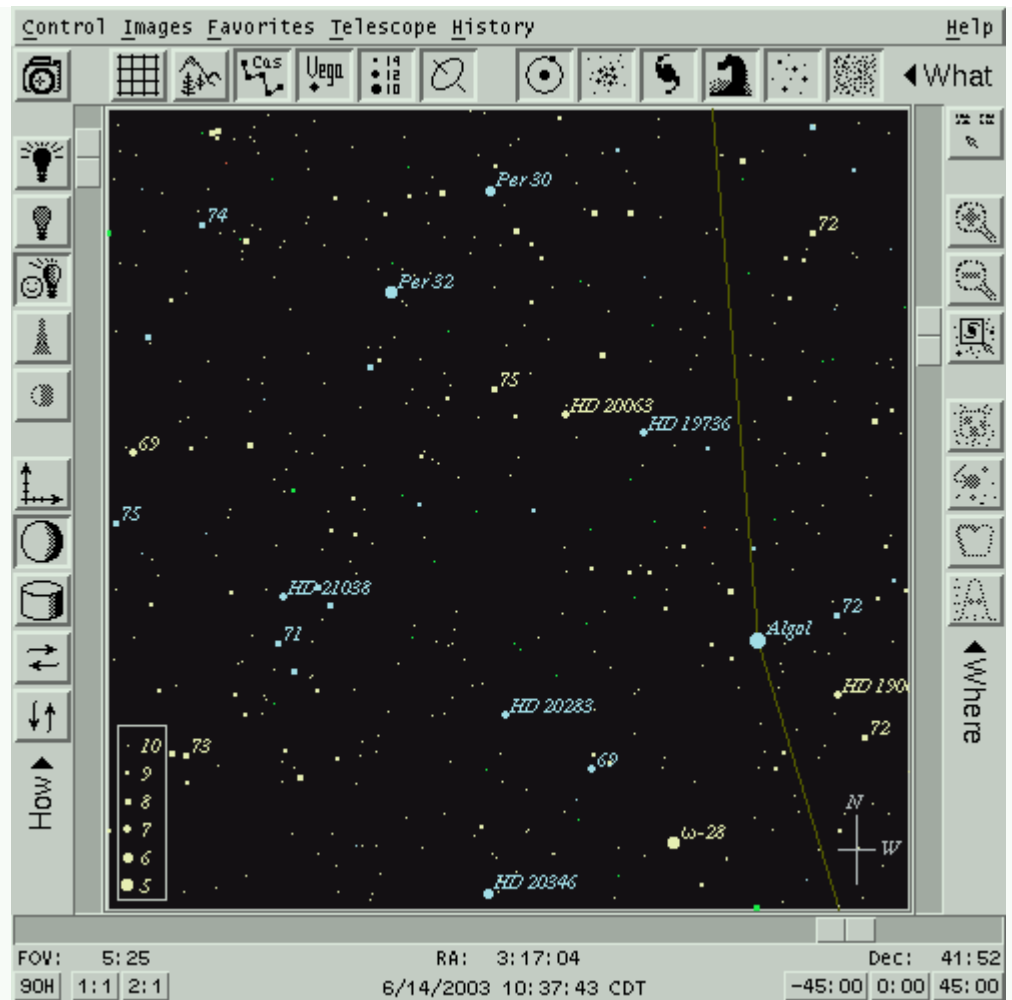 Control Images Favorites Telescope History Help
Cas Vega 14 12 10 What
Per 30
74
72
Per 32
75
HD 20063
HD 19736
69
75
HD 21038
72
71
Algol
HD 190
HD 20283
72
73
69
10
9
8
7
6
5
N
W
ω-28
HD 20346
How
Where
FOV: 5:25 RA: 3:17:04 Dec: 41:52
90H 1:1 2:1 6/14/2003 10:37:43 CDT -45:00 0:00 45:00